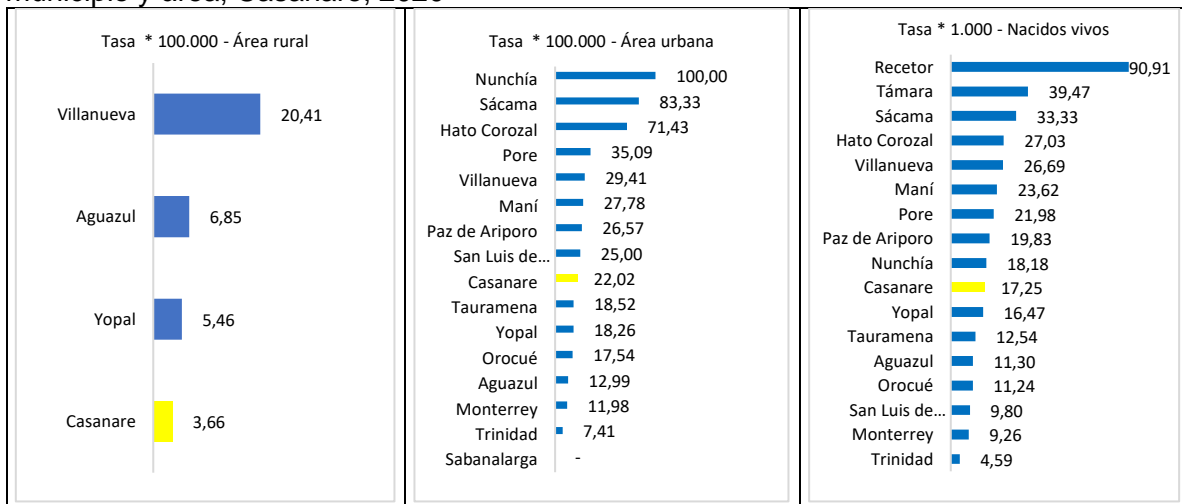 municipio y área, Casanare, 2020
Tasa * 100.000 - Área rural
Villanueva 20,41
Aguazul 6,85
Yopal 5,46
Casanare 3,66
Tasa * 100.000 - Área urbana
Nunchía 100,00
Sácama 83,33
Hato Corozal 71,43
Pore 35,09
Villanueva 29,41
Maní 27,78
Paz de Ariporo 26,57
San Luis de... 25,00
Casanare 22,02
Tauramena 18,52
Yopal 18,26
Orocué 17,54
Aguazul 12,99
Monterrey 11,98
Trinidad 7,41
Sabanalarga -
Tasa * 1.000 - Nacidos vivos
Recetor 90,91
Támara 39,47
Sácama 33,33
Hato Corozal 27,03
Villanueva 26,69
Maní 23,62
Pore 21,98
Paz de Ariporo 19,83
Nunchía 18,18
Casanare 17,25
Yopal 16,47
Tauramena 12,54
Aguazul 11,30
Orocué 11,24
San Luis de... 9,80
Monterrey 9,26
Trinidad 4,59